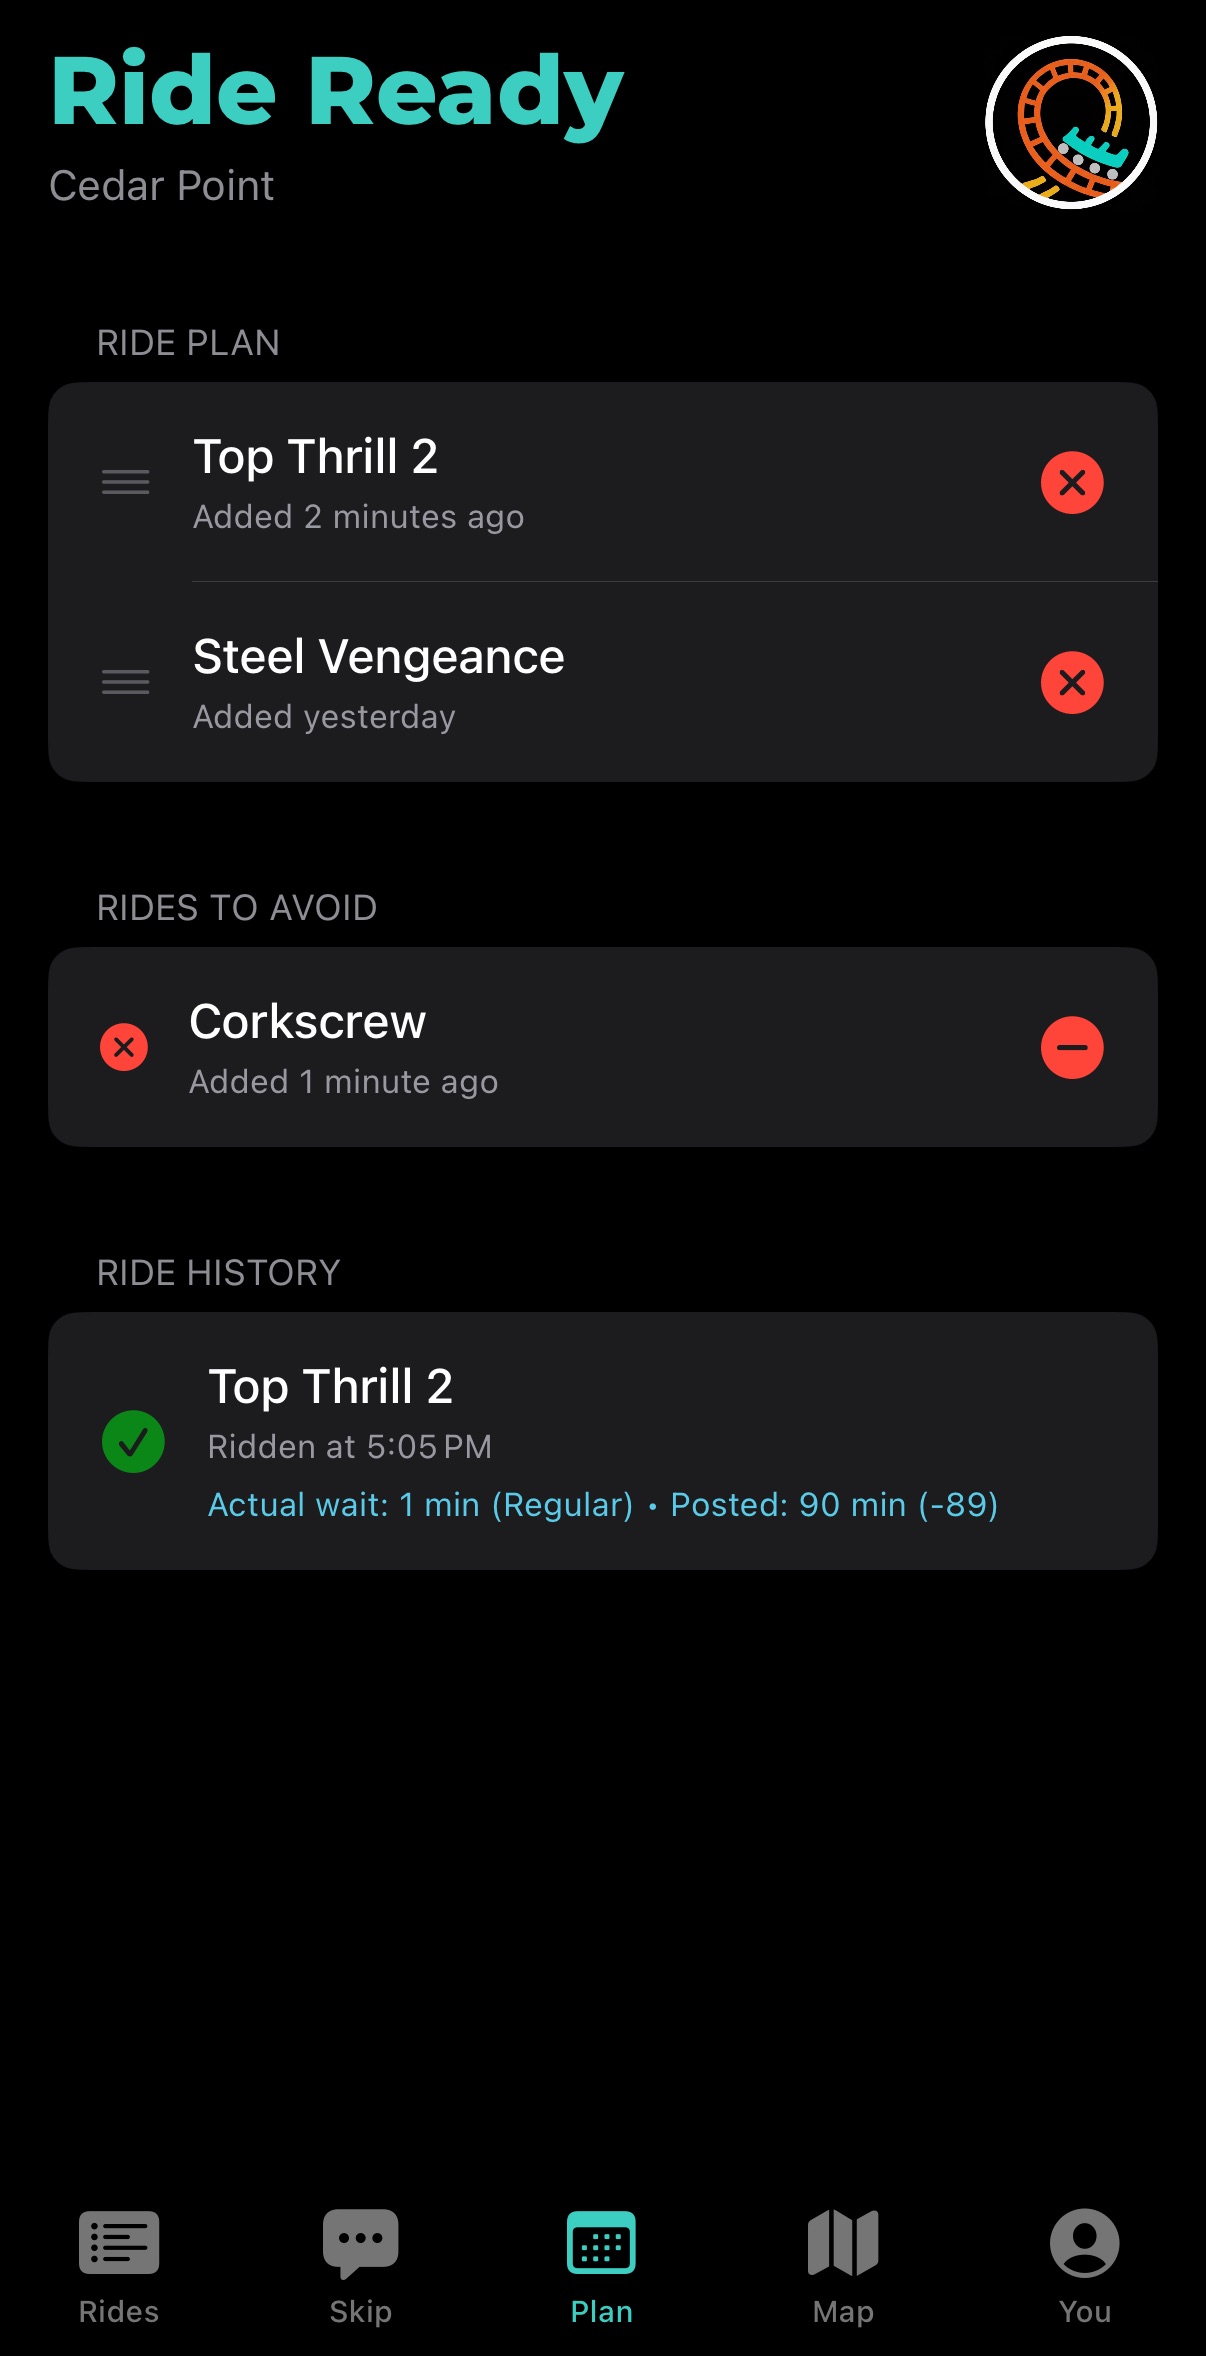 Ride Ready
Cedar Point
RIDE PLAN
Top Thrill 2
Added 2 minutes ago
Steel Vengeance
Added yesterday
RIDES TO AVOID
Corkscrew
Added 1 minute ago
RIDE HISTORY
Top Thrill 2
Ridden at 5:05 PM
Actual wait: 1 min (Regular) • Posted: 90 min (-89)
Rides Skip Plan Map You